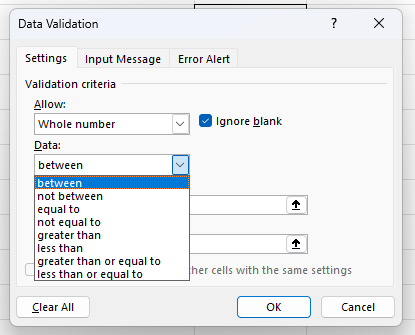 Data Validation
Settings Input Message Error Alert
Validation criteria
Allow:
Whole number Ignore blank
Data:
between
between
not between
equal to
not equal to
greater than
less than
greater than or equal to
less than or equal to
cells with the same settings
Clear All OK Cancel